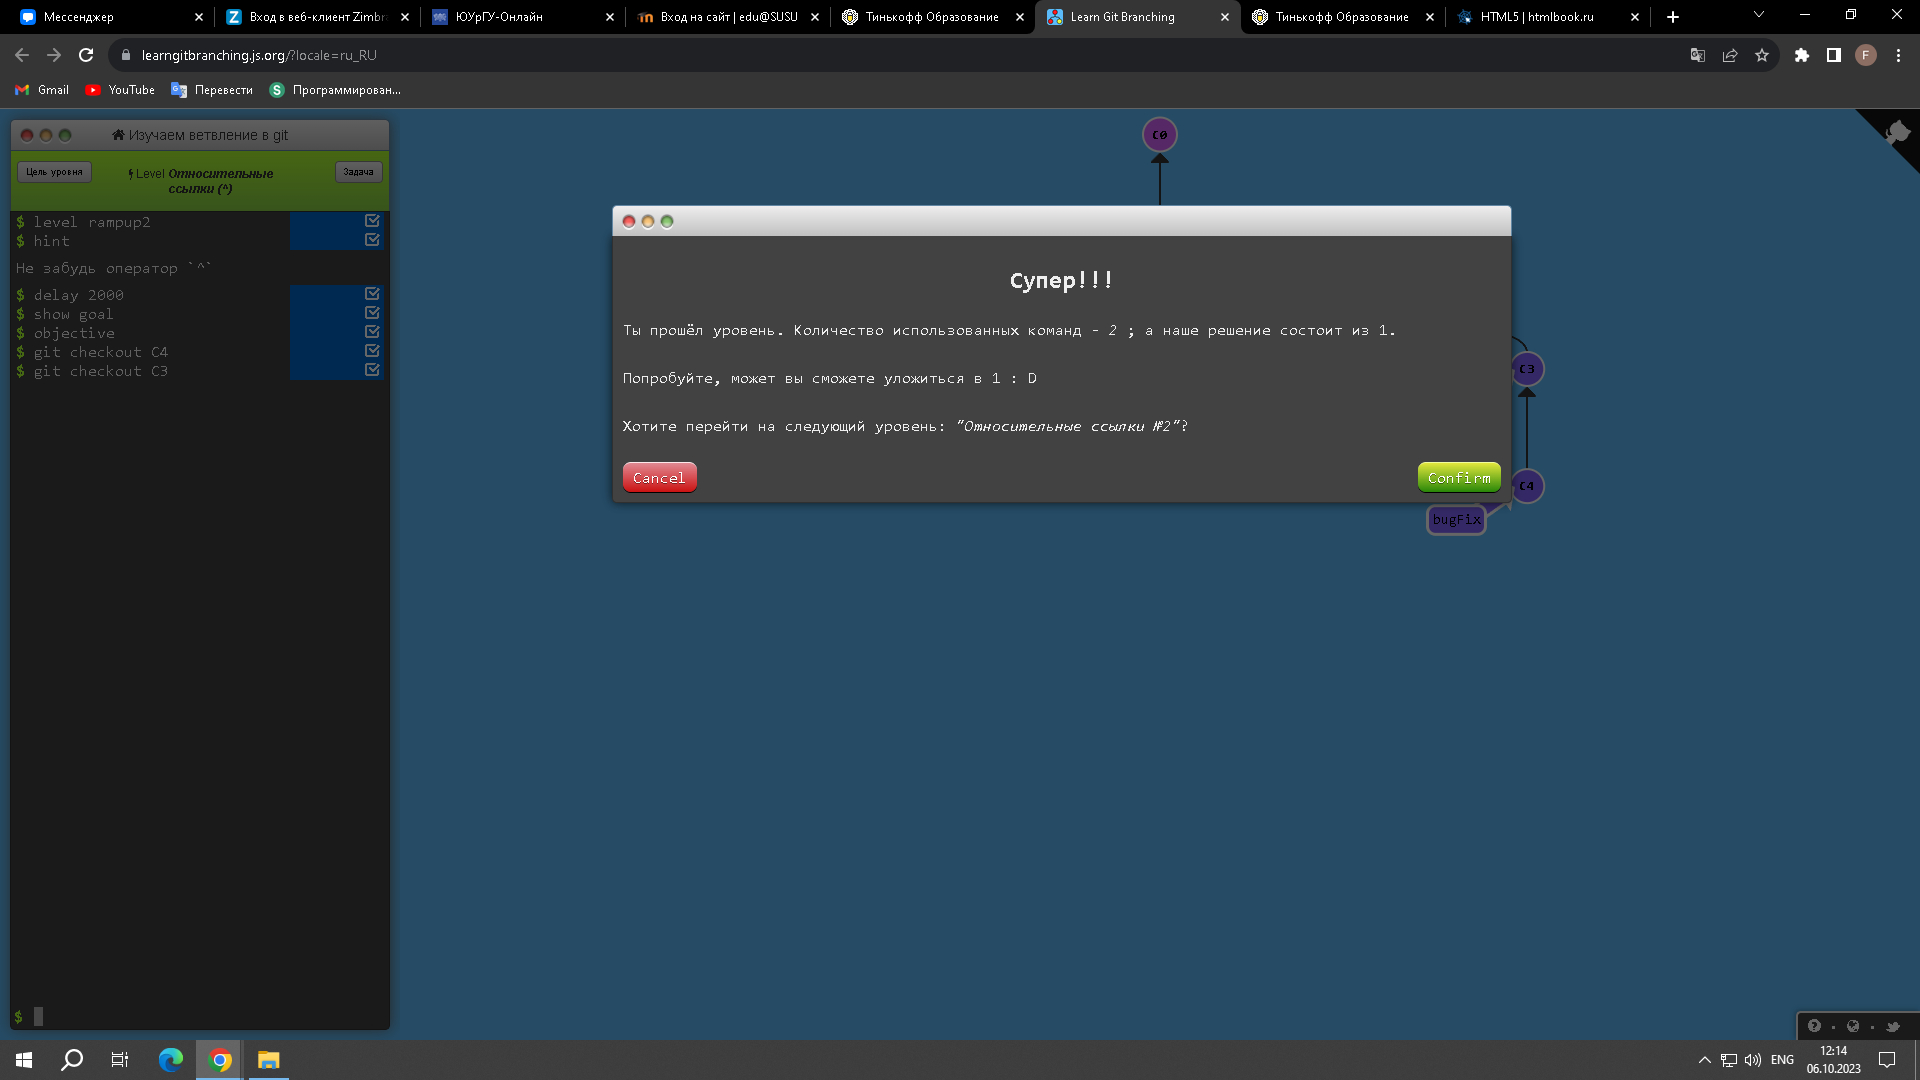 Мессенджер
Вход в веб-клиент Zimbra
ЮУрГУ-Онлайн
Вход на сайт | edu@SUSU
Тинькофф Образование
Learn Git Branching
Тинькофф Образование
HTML5 | htmlbook.ru
learngitbranching.js.org/?locale=ru_RU
F
Gmail
YouTube
Перевести
S
Программирован...
Изучаем ветвление в git
Цель уровня
Level Относительные
ссылки (^)
Задача
$ level rampup2
$ hint
Не забудь оператор `^`
$ delay 2000
$ show goal
$ objective
$ git checkout C4
$ git checkout C3
$
C0
Супер!!!
Ты прошёл уровень. Количество использованных команд - 2 ; а наше решение состоит из 1.
Попробуйте, может вы сможете уложиться в 1 : D
Хотите перейти на следующий уровень: "Относительные ссылки №2"?
Cancel
Confirm
C3
C4
bugFix
ENG
12:14
06.10.2023